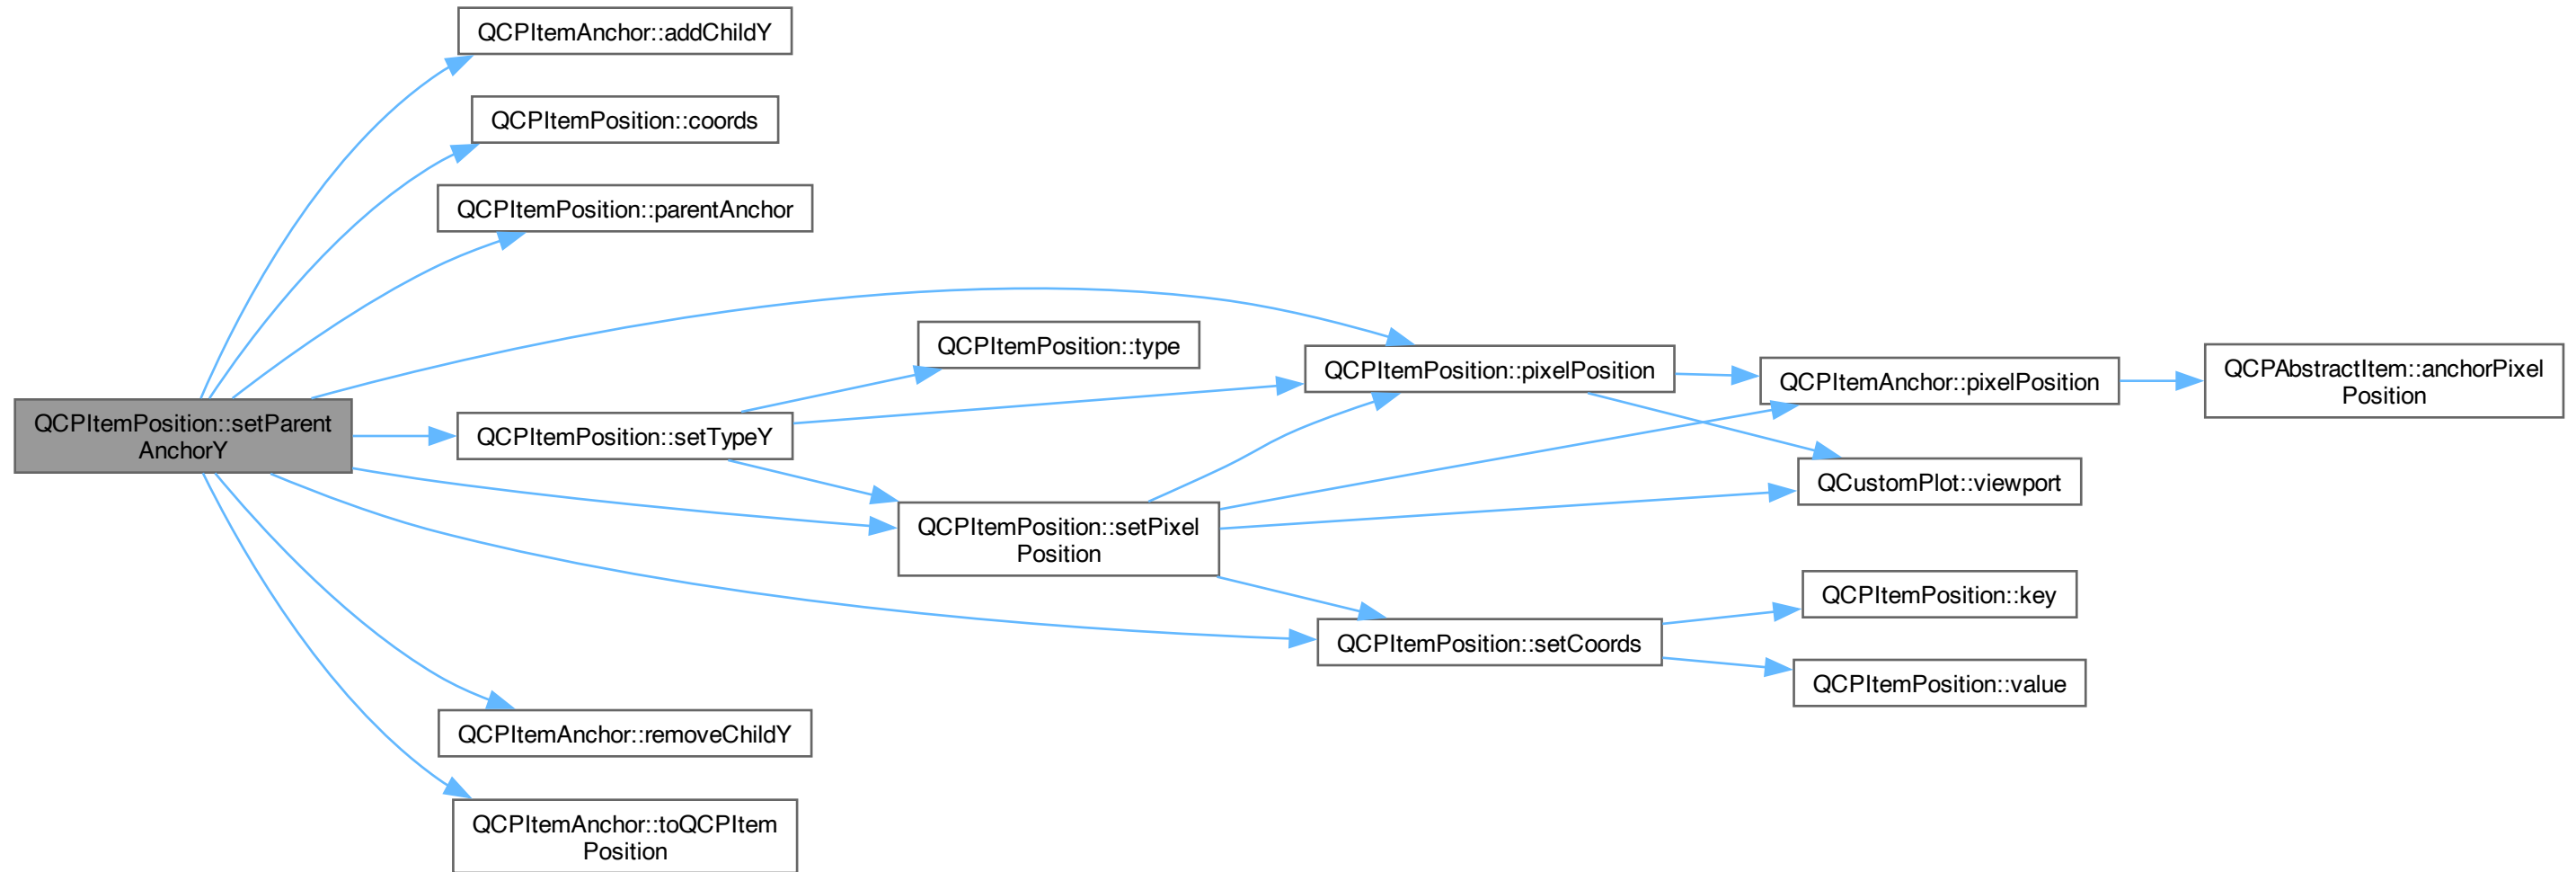 QCPItemAnchor::addChildY
QCPItemPosition::coords
QCPItemPosition::parentAnchor
QCPItemPosition::type
QCPItemPosition::pixelPosition
QCPItemAnchor::pixelPosition
QCPAbstractItem::anchorPixel
Position
QCPItemPosition::setParent
AnchorY
QCPItemPosition::setTypeY
QCustomPlot::viewport
QCPItemPosition::setPixel
Position
QCPItemPosition::key
QCPItemPosition::setCoords
QCPItemPosition::value
QCPItemAnchor::removeChildY
QCPItemAnchor::toQCPItem
Position